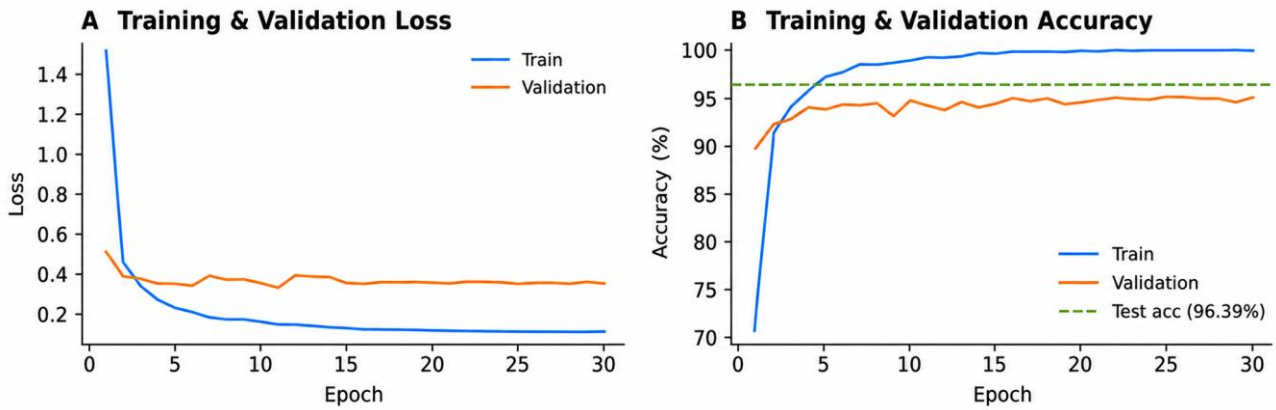 A Training & Validation Loss
1.4
1.2
1.0
0.8
0.6
0.4
0.2
Loss
Train
Validation
0 5 10 15 20 25 30
Epoch
B Training & Validation Accuracy
100
95
90
85
80
75
70
Accuracy (%)
Train
Validation
Test acc (96.39%)
0 5 10 15 20 25 30
Epoch